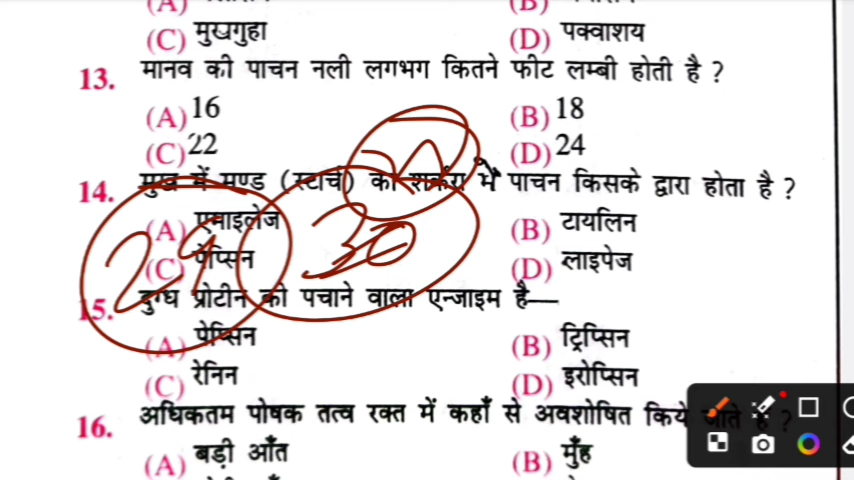 (C) मुखगुहा (D) पक्वाशय
13. मानव की पाचन नली लगभग कितने फीट लम्बी होती है ?
(A) 16 (B) 18
(C) 22 (D) 24
14. मुख में मण्ड (स्टार्च) का शर्करा में पाचन किसके द्वारा होता है ?
(A) एमाइलेज (B) टायलिन
(C) पेप्सिन (D) लाइपेज
29 30
15. दुग्ध प्रोटीन को पचाने वाला एन्जाइम है—
(A) पेप्सिन (B) ट्रिप्सिन
(C) रेनिन (D) इरोप्सिन
16. अधिकतम पोषक तत्व रक्त में कहाँ से अवशोषित किये जाते हैं ?
(A) बड़ी आँत (B) मुँह